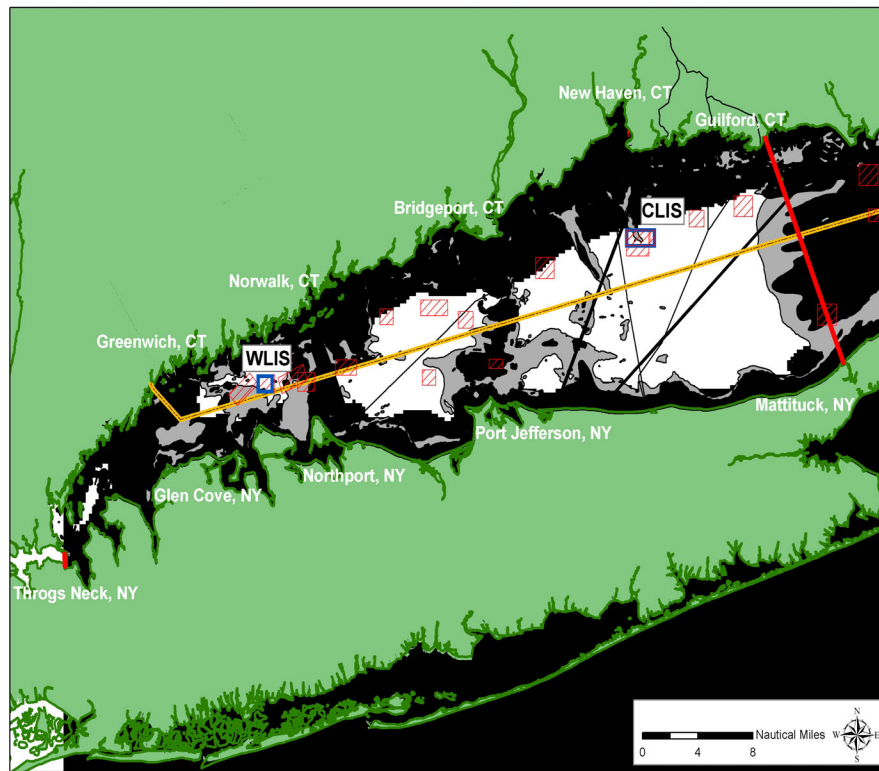 New Haven, CT
Guilford, CT
Bridgeport, CT
CLIS
Norwalk, CT
Greenwich, CT
WLIS
Mattituck, NY
Port Jefferson, NY
Northport, NY
Glen Cove, NY
Throgs Neck, NY
N
Nautical Miles W E
0 4 8 S